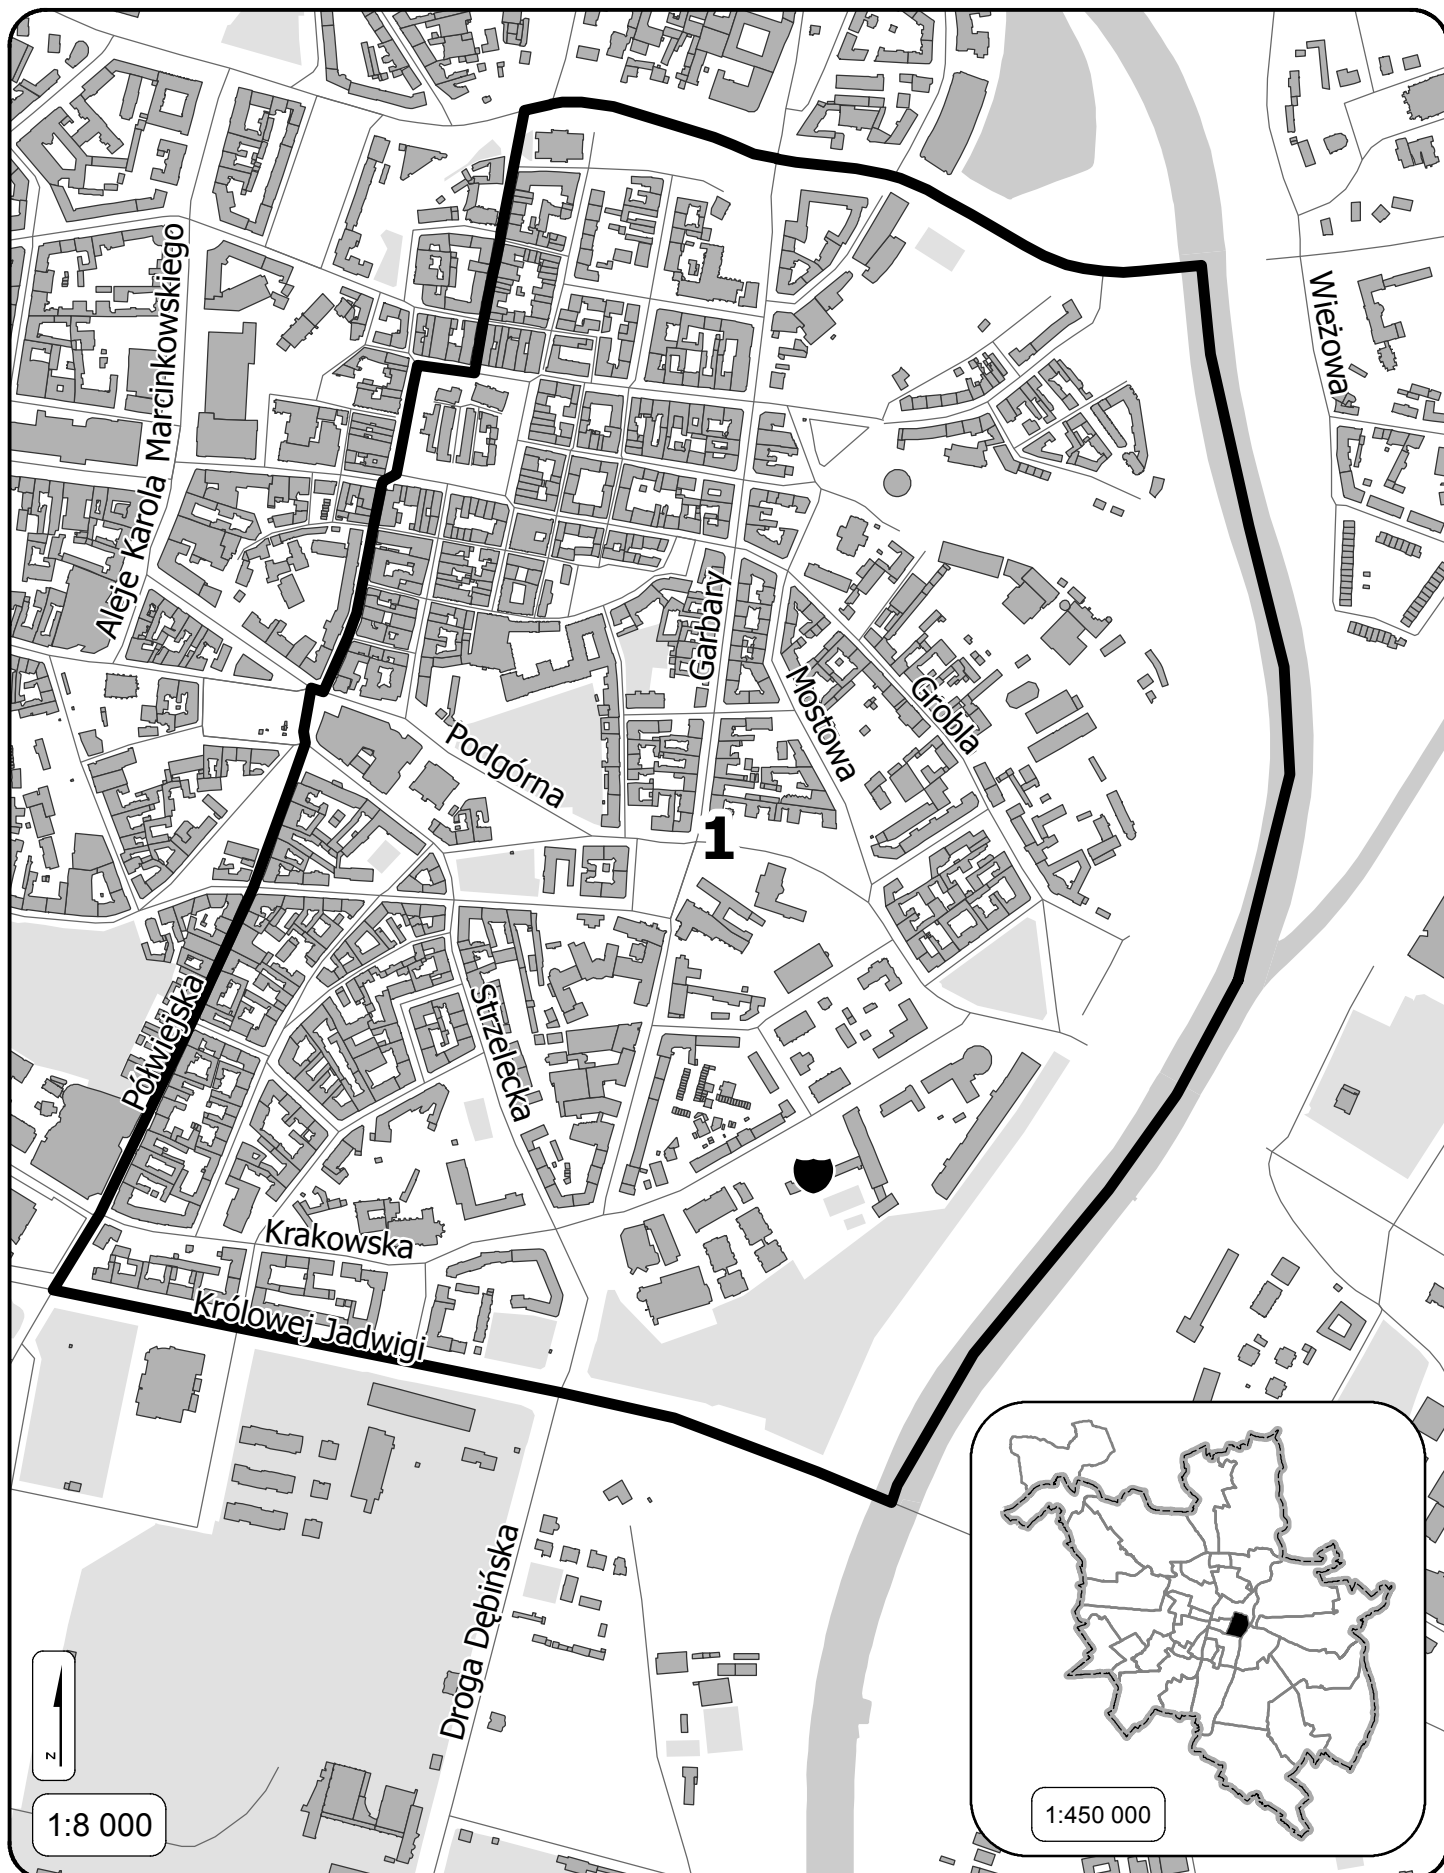 Aleje Karola Marcinkowskiego
Wieżowa
Garbary
Mostowa
Grobla
Podgórna
1
Półwiejska
Strzelecka
Krakowska
Królowej Jadwigi
Droga Dębińska
z
1:8 000
1:450 000